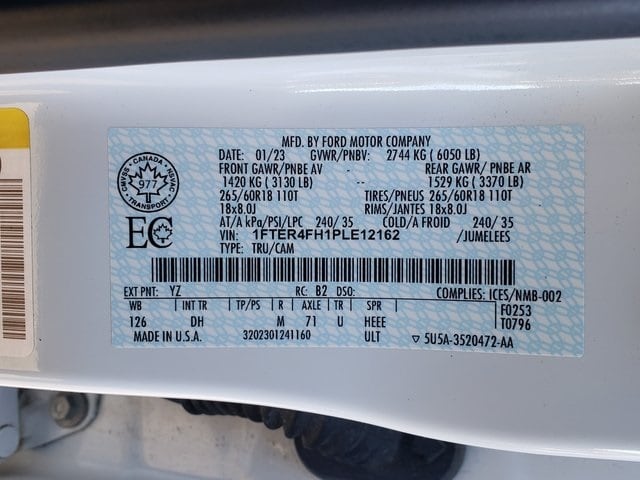 MFD. BY FORD MOTOR COMPANY
DATE: 01/23 GVWR/PNBV: 2744 KG ( 6050 LB)
FRONT GAWR/PNBE AV REAR GAWR/ PNBE AR
1420 KG ( 3130 LB) -- 1529 KG ( 3370 LB)
265/60R18 110T TIRES/PNEUS 265/60R18 110T
18x8.0J RIMS/JANTES 18x8.0J
AT/A kPa/PSI/LPC 240/ 35 COLD/A FROID 240/ 35
VIN: 1FTER4FH1PLE12162 /JUMELEES
TYPE: TRU/CAM
CANADA
CMVSS NSVAC
977
TRANSPORT
EC
EXT PNT: YZ RC: B2 DSO: COMPLIES: ICES/NMB-002
WB INT TR TP/PS R AXLE TR SPR F0253
126 DH M 71 U HEEE T0796
MADE IN U.S.A. 3202301241160 ULT ▽ 5U5A-3520472-AA